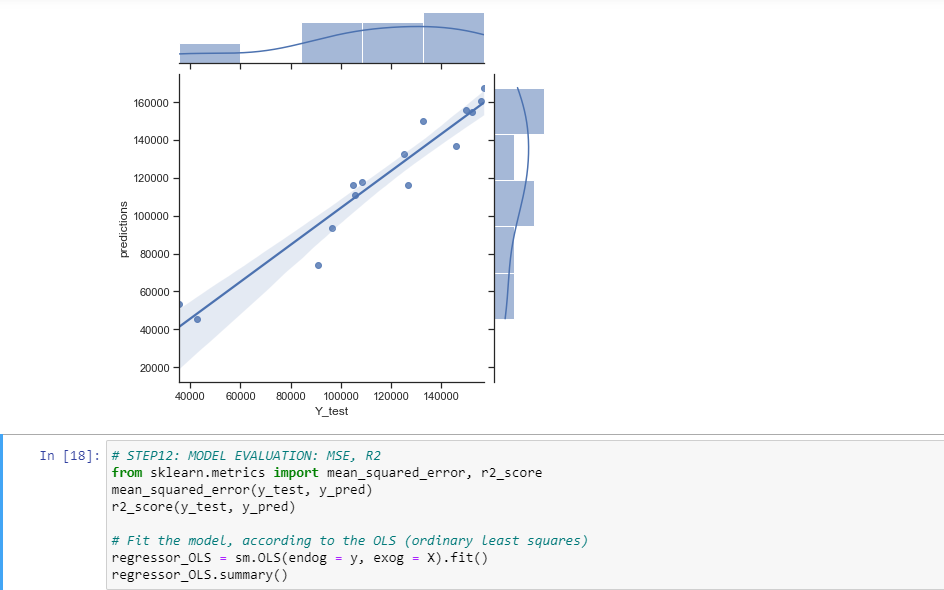 160000
140000
120000
100000
80000
60000
40000
20000
predictions
40000 60000 80000 100000 120000 140000
Y_test
In [18]:
# STEP12: MODEL EVALUATION: MSE, R2
from sklearn.metrics import mean_squared_error, r2_score
mean_squared_error(y_test, y_pred)
r2_score(y_test, y_pred)
# Fit the model, according to the OLS (ordinary least squares)
regressor_OLS = sm.OLS(endog = y, exog = X).fit()
regressor_OLS.summary()